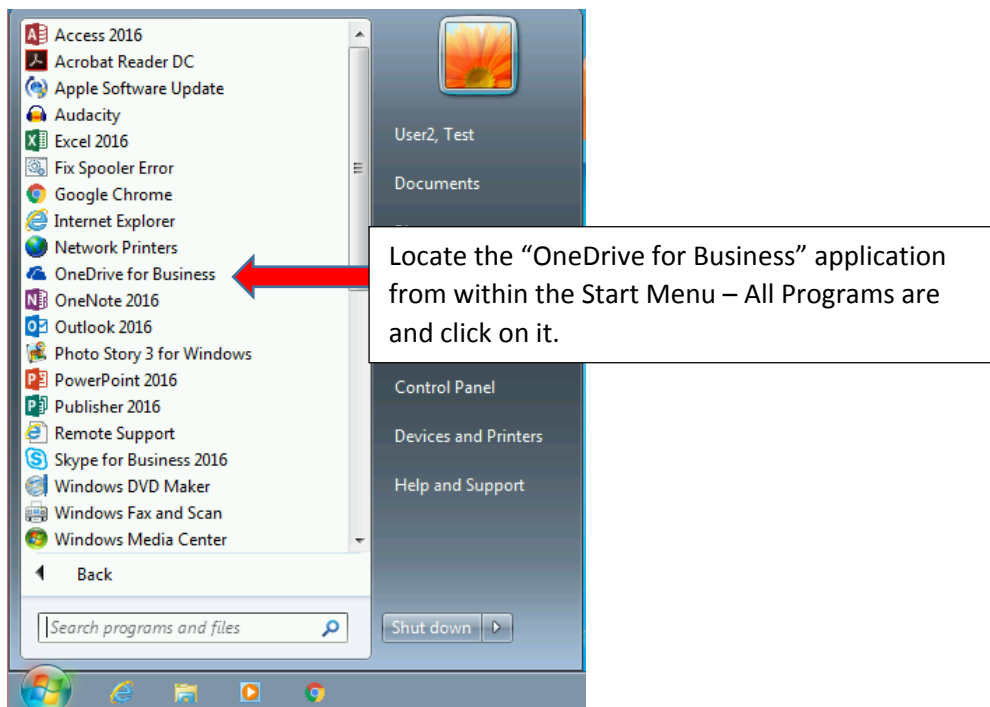 Access 2016
Acrobat Reader DC
Apple Software Update
Audacity
Excel 2016
Fix Spooler Error
Google Chrome
Internet Explorer
Network Printers
OneDrive for Business
OneNote 2016
Outlook 2016
Photo Story 3 for Windows
PowerPoint 2016
Publisher 2016
Remote Support
Skype for Business 2016
Windows DVD Maker
Windows Fax and Scan
Windows Media Center
Back
Search programs and files
User2, Test
Documents
Locate the “OneDrive for Business” application
from within the Start Menu – All Programs are
and click on it.
Control Panel
Devices and Printers
Help and Support
Shut down